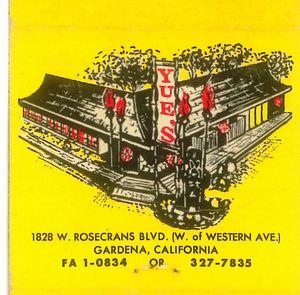 YUE'S
1828 W. ROSECRANS BLVD. (W. of WESTERN AVE.)
GARDENA, CALIFORNIA
FA 1-0834 OR 327-7835